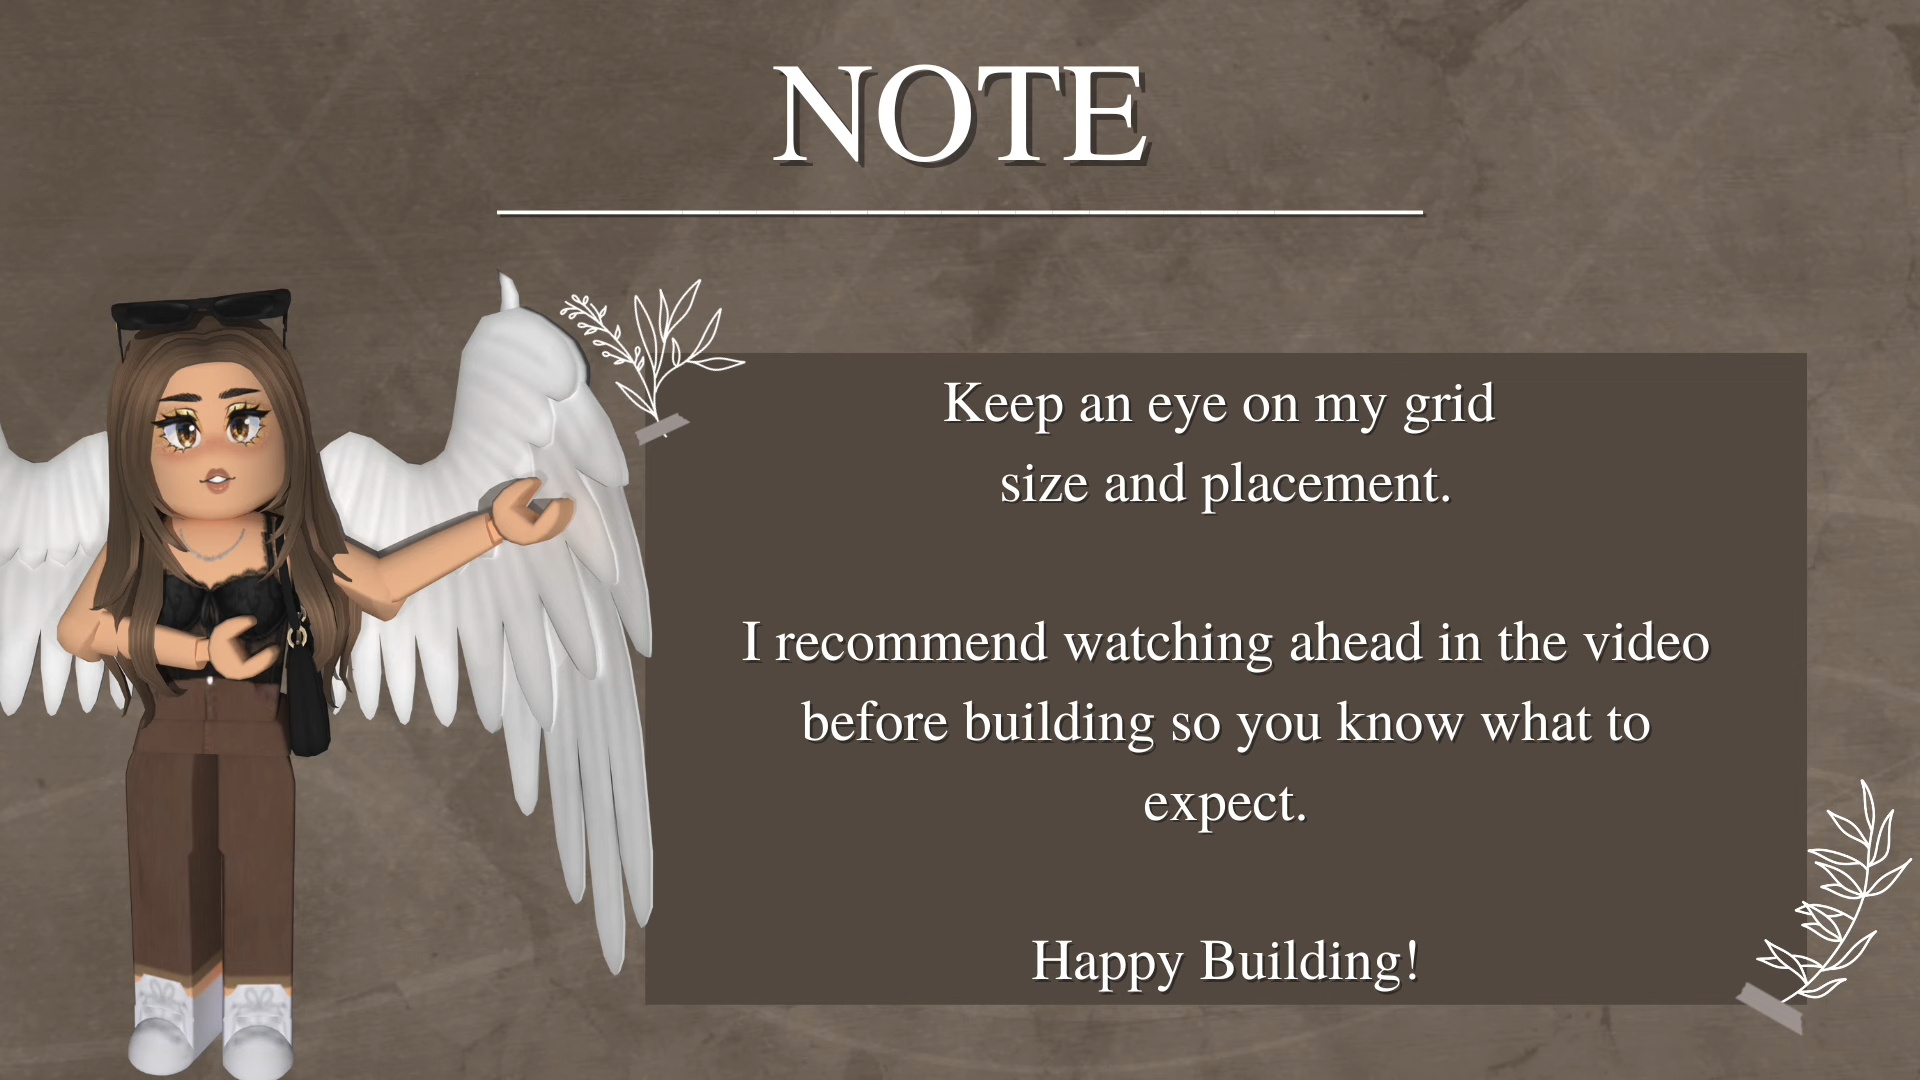 NOTE
Keep an eye on my grid
size and placement.
I recommend watching ahead in the video
before building so you know what to
expect.
Happy Building!